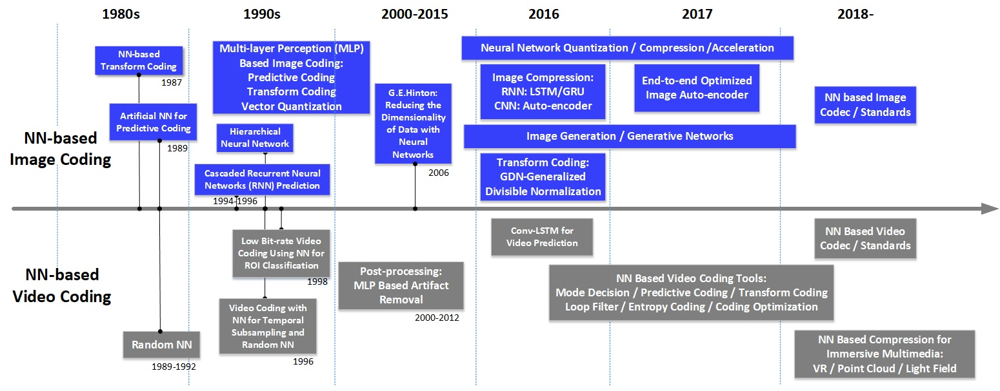 1980s
1990s
2000-2015
2016
2017
2018-
NN-based
Image Coding
NN-based
Transform Coding
1987
Artificial NN for
Predictive Coding
1989
Multi-layer Perception (MLP)
Based Image Coding:
Predictive Coding
Transform Coding
Vector Quantization
Hierarchical
Neural Network
Cascaded Recurrent Neural
Networks (RNN) Prediction
1994-1996
G.E.Hinton:
Reducing the
Dimensionality
of Data with
Neural
Networks
2006
Neural Network Quantization / Compression /Acceleration
Image Compression:
RNN: LSTM/GRU
CNN: Auto-encoder
End-to-end Optimized
Image Auto-encoder
Image Generation / Generative Networks
Transform Coding:
GDN-Generalized
Divisible Normalization
NN based Image
Codec / Standards
NN-based
Video Coding
Random NN
1989-1992
Low Bit-rate Video
Coding Using NN for
ROI Classification
1998
Video Coding with
NN for Temporal
Subsampling and
Random NN
1996
Post-processing:
MLP Based Artifact
Removal
2000-2012
Conv-LSTM for
Video Prediction
NN Based Video Coding Tools:
Mode Decision / Predictive Coding / Transform Coding
Loop Filter / Entropy Coding / Coding Optimization
NN Based Video
Codec / Standards
NN Based Compression for
Immersive Multimedia:
VR / Point Cloud / Light Field